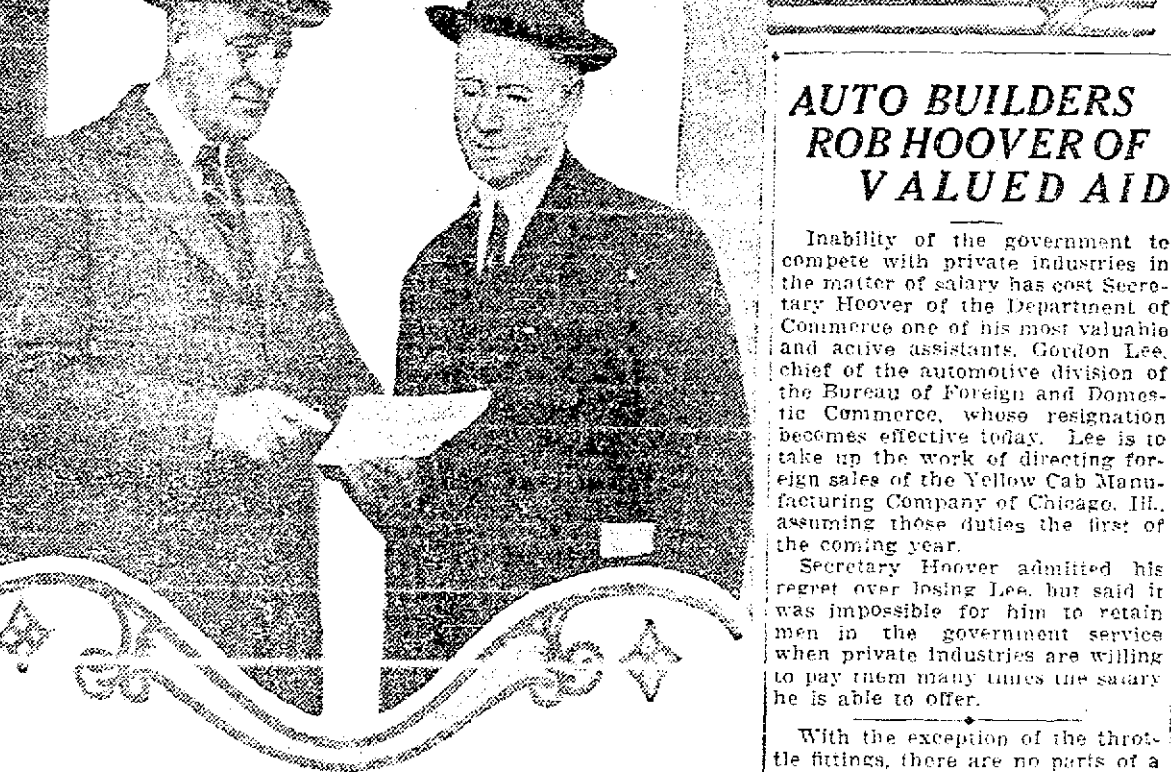 AUTO BUILDERS
ROB HOOVER OF
VALUED AID
Inability of the government to
compete with private industries in
the matter of salary has cost Secre-
tary Hoover of the Department of
Commerce one of his most valuable
and active assistants, Gordon Lee,
chief of the automotive division of
the Bureau of Foreign and Domes-
tic Commerce, whose resignation
becomes effective today. Lee is to
take up the work of directing for-
eign sales of the Yellow Cab Manu-
facturing Company of Chicago, Ill.,
assuming those duties the first of
the coming year.
Secretary Hoover admitted his
regret over losing Lee, but said it
was impossible for him to retain
men in the government service
when private industries are willing
to pay them many times the salary
he is able to offer.
With the exception of the throt-
tle fittings, there are no parts of a